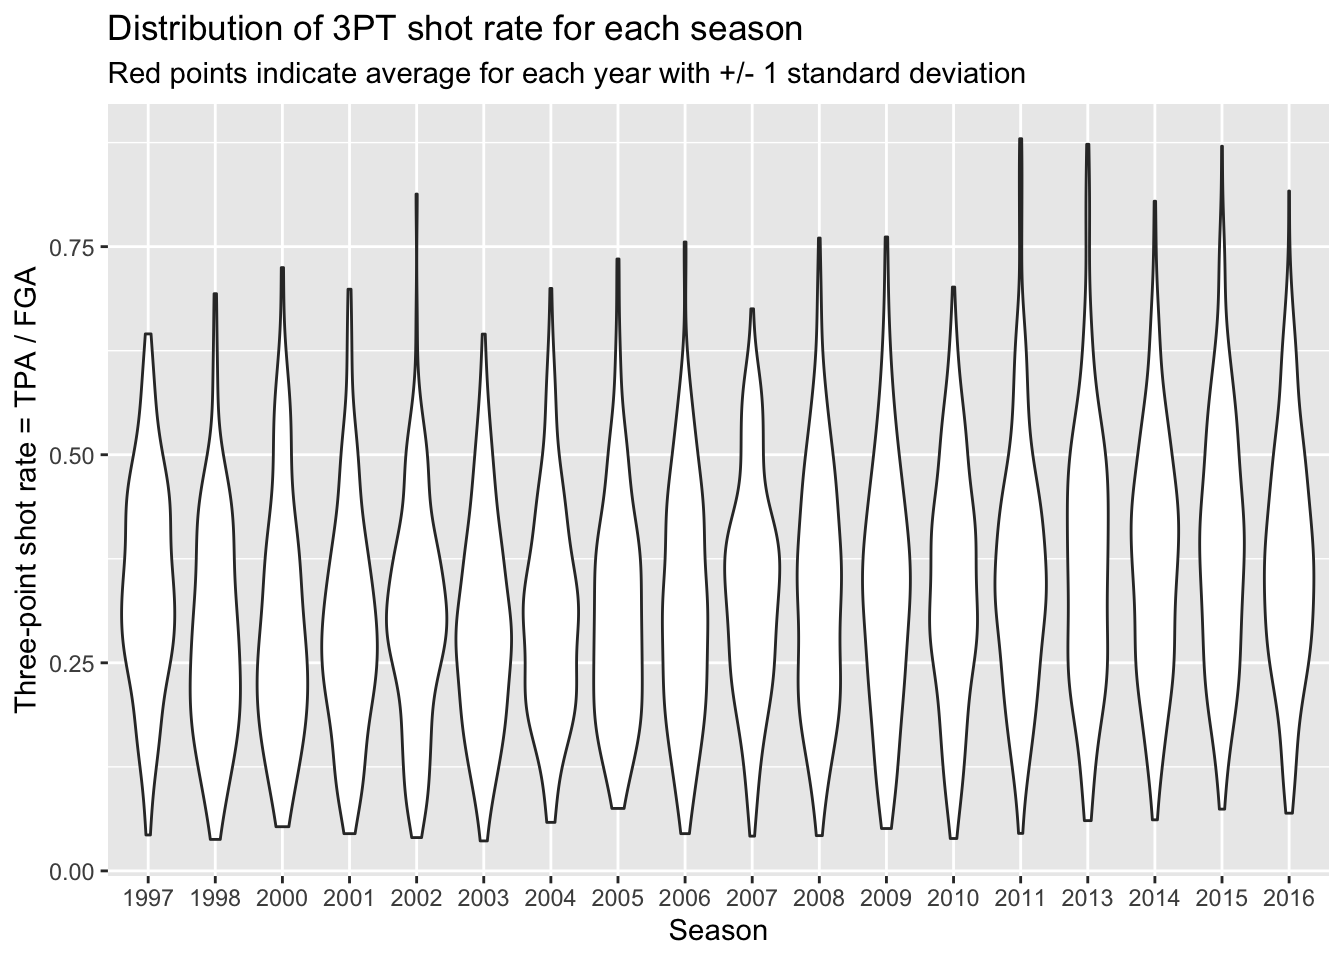 Distribution of 3PT shot rate for each season
Red points indicate average for each year with +/- 1 standard deviation
Three-point shot rate = TPA / FGA
0.75
0.50
0.25
0.00
1997 1998 2000 2001 2002 2003 2004 2005 2006 2007 2008 2009 2010 2011 2013 2014 2015 2016
Season